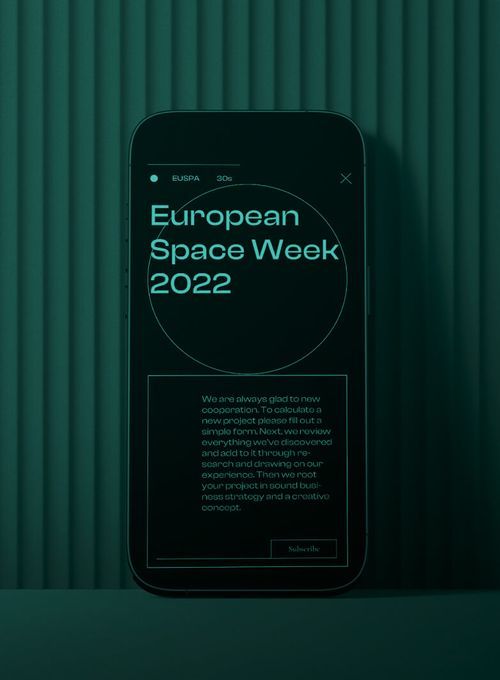 EUSPA 30s
European
Space Week
2022
We are always glad to new
cooperation. To calculate a
new project please fill out a
simple form. Next, we review
everything we've discovered
and add to it through re-
search and drawing on our
experience. Then we root
your project in sound busi-
ness strategy and a creative
concept.
Subscribe